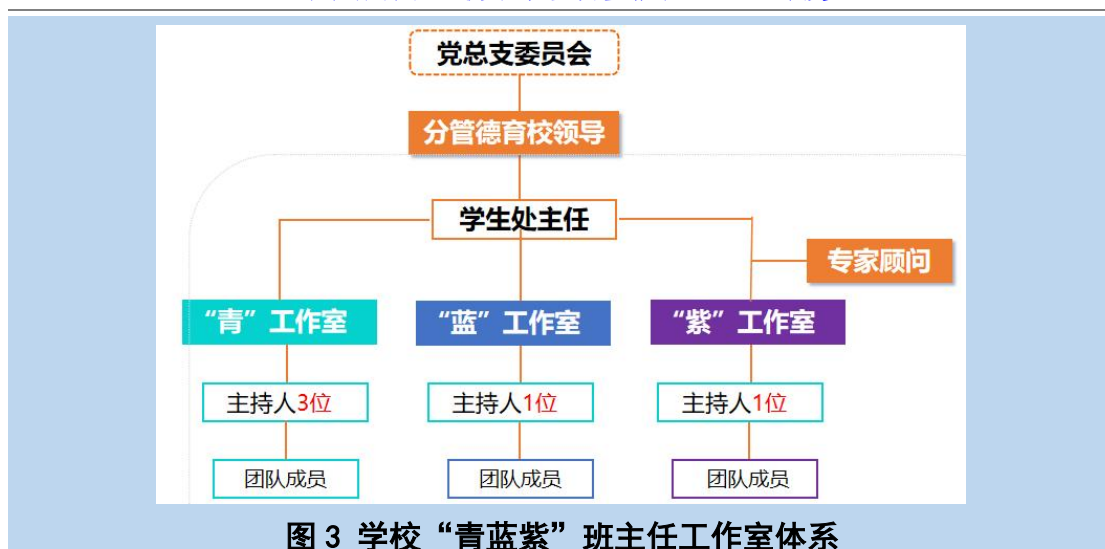 党总支委员会
分管德育校领导
学生处主任
专家顾问
“青”工作室 “蓝”工作室 “紫”工作室
主持人3位 主持人1位 主持人1位
团队成员 团队成员 团队成员
图 3 学校“青蓝紫”班主任工作室体系